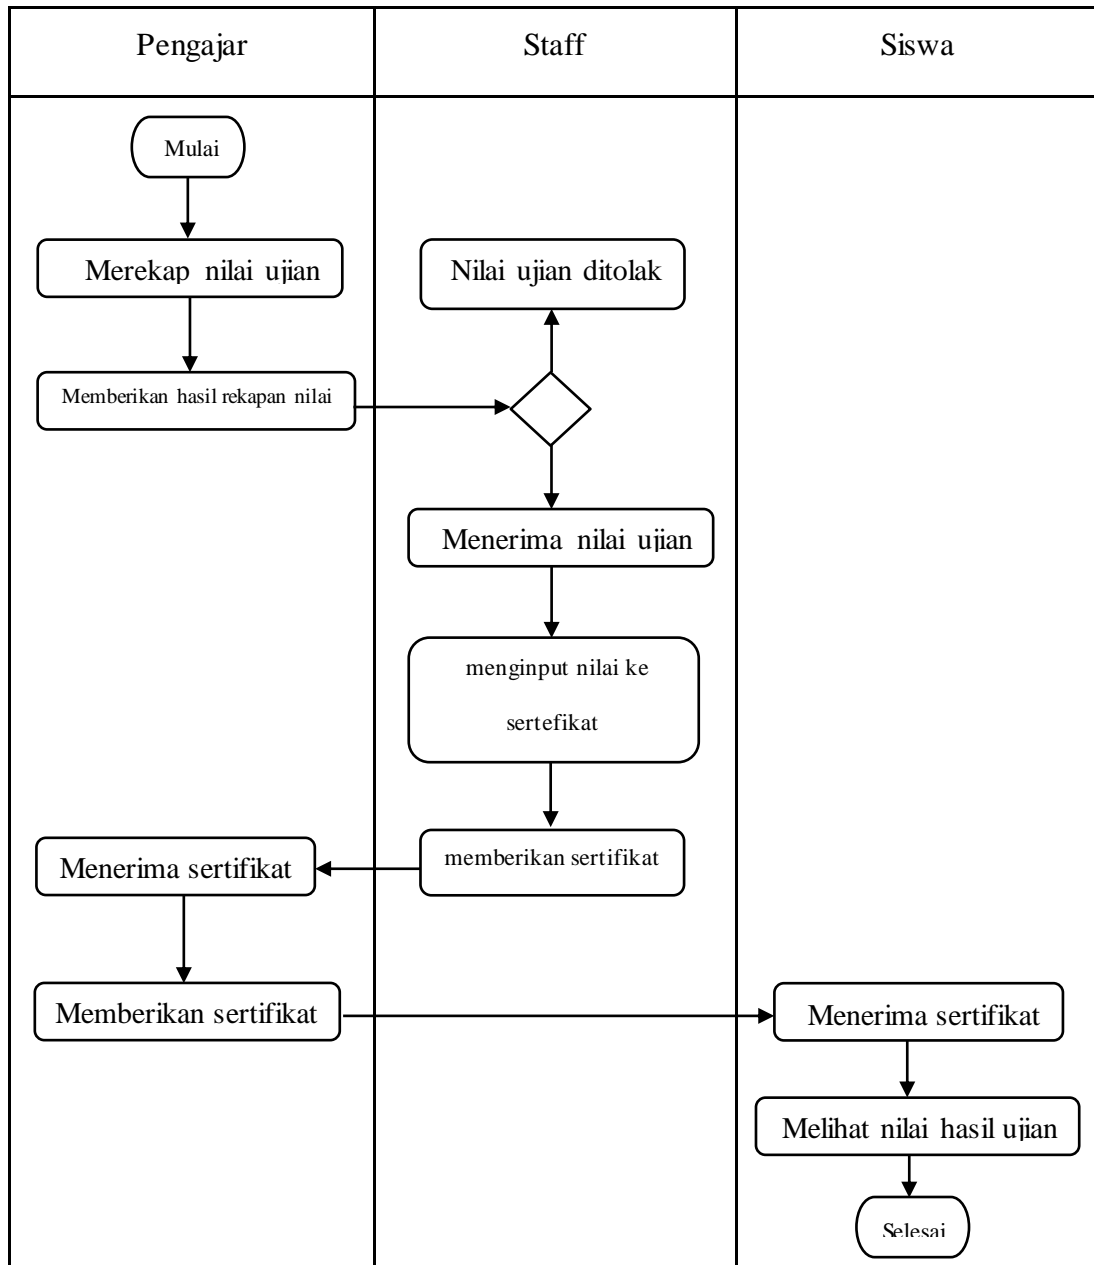 Pengajar
Staff
Siswa
Mulai
Merekap nilai ujian
Nilai ujian ditolak
Memberikan hasil rekapan nilai
Menerima nilai ujian
menginput nilai ke
sertefikat
memberikan sertifikat
Menerima sertifikat
Memberikan sertifikat
Menerima sertifikat
Melihat nilai hasil ujian
Selesai